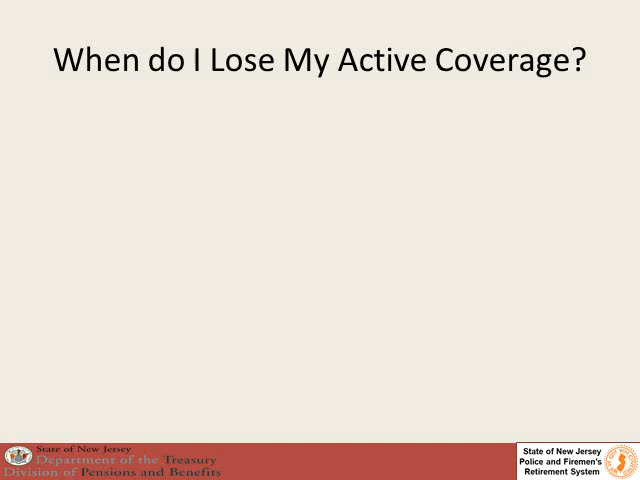 When do I Lose My Active Coverage?
State of New Jersey
Department of the Treasury
Division of Pensions and Benefits
State of New Jersey
Police and Firemen's
Retirement System